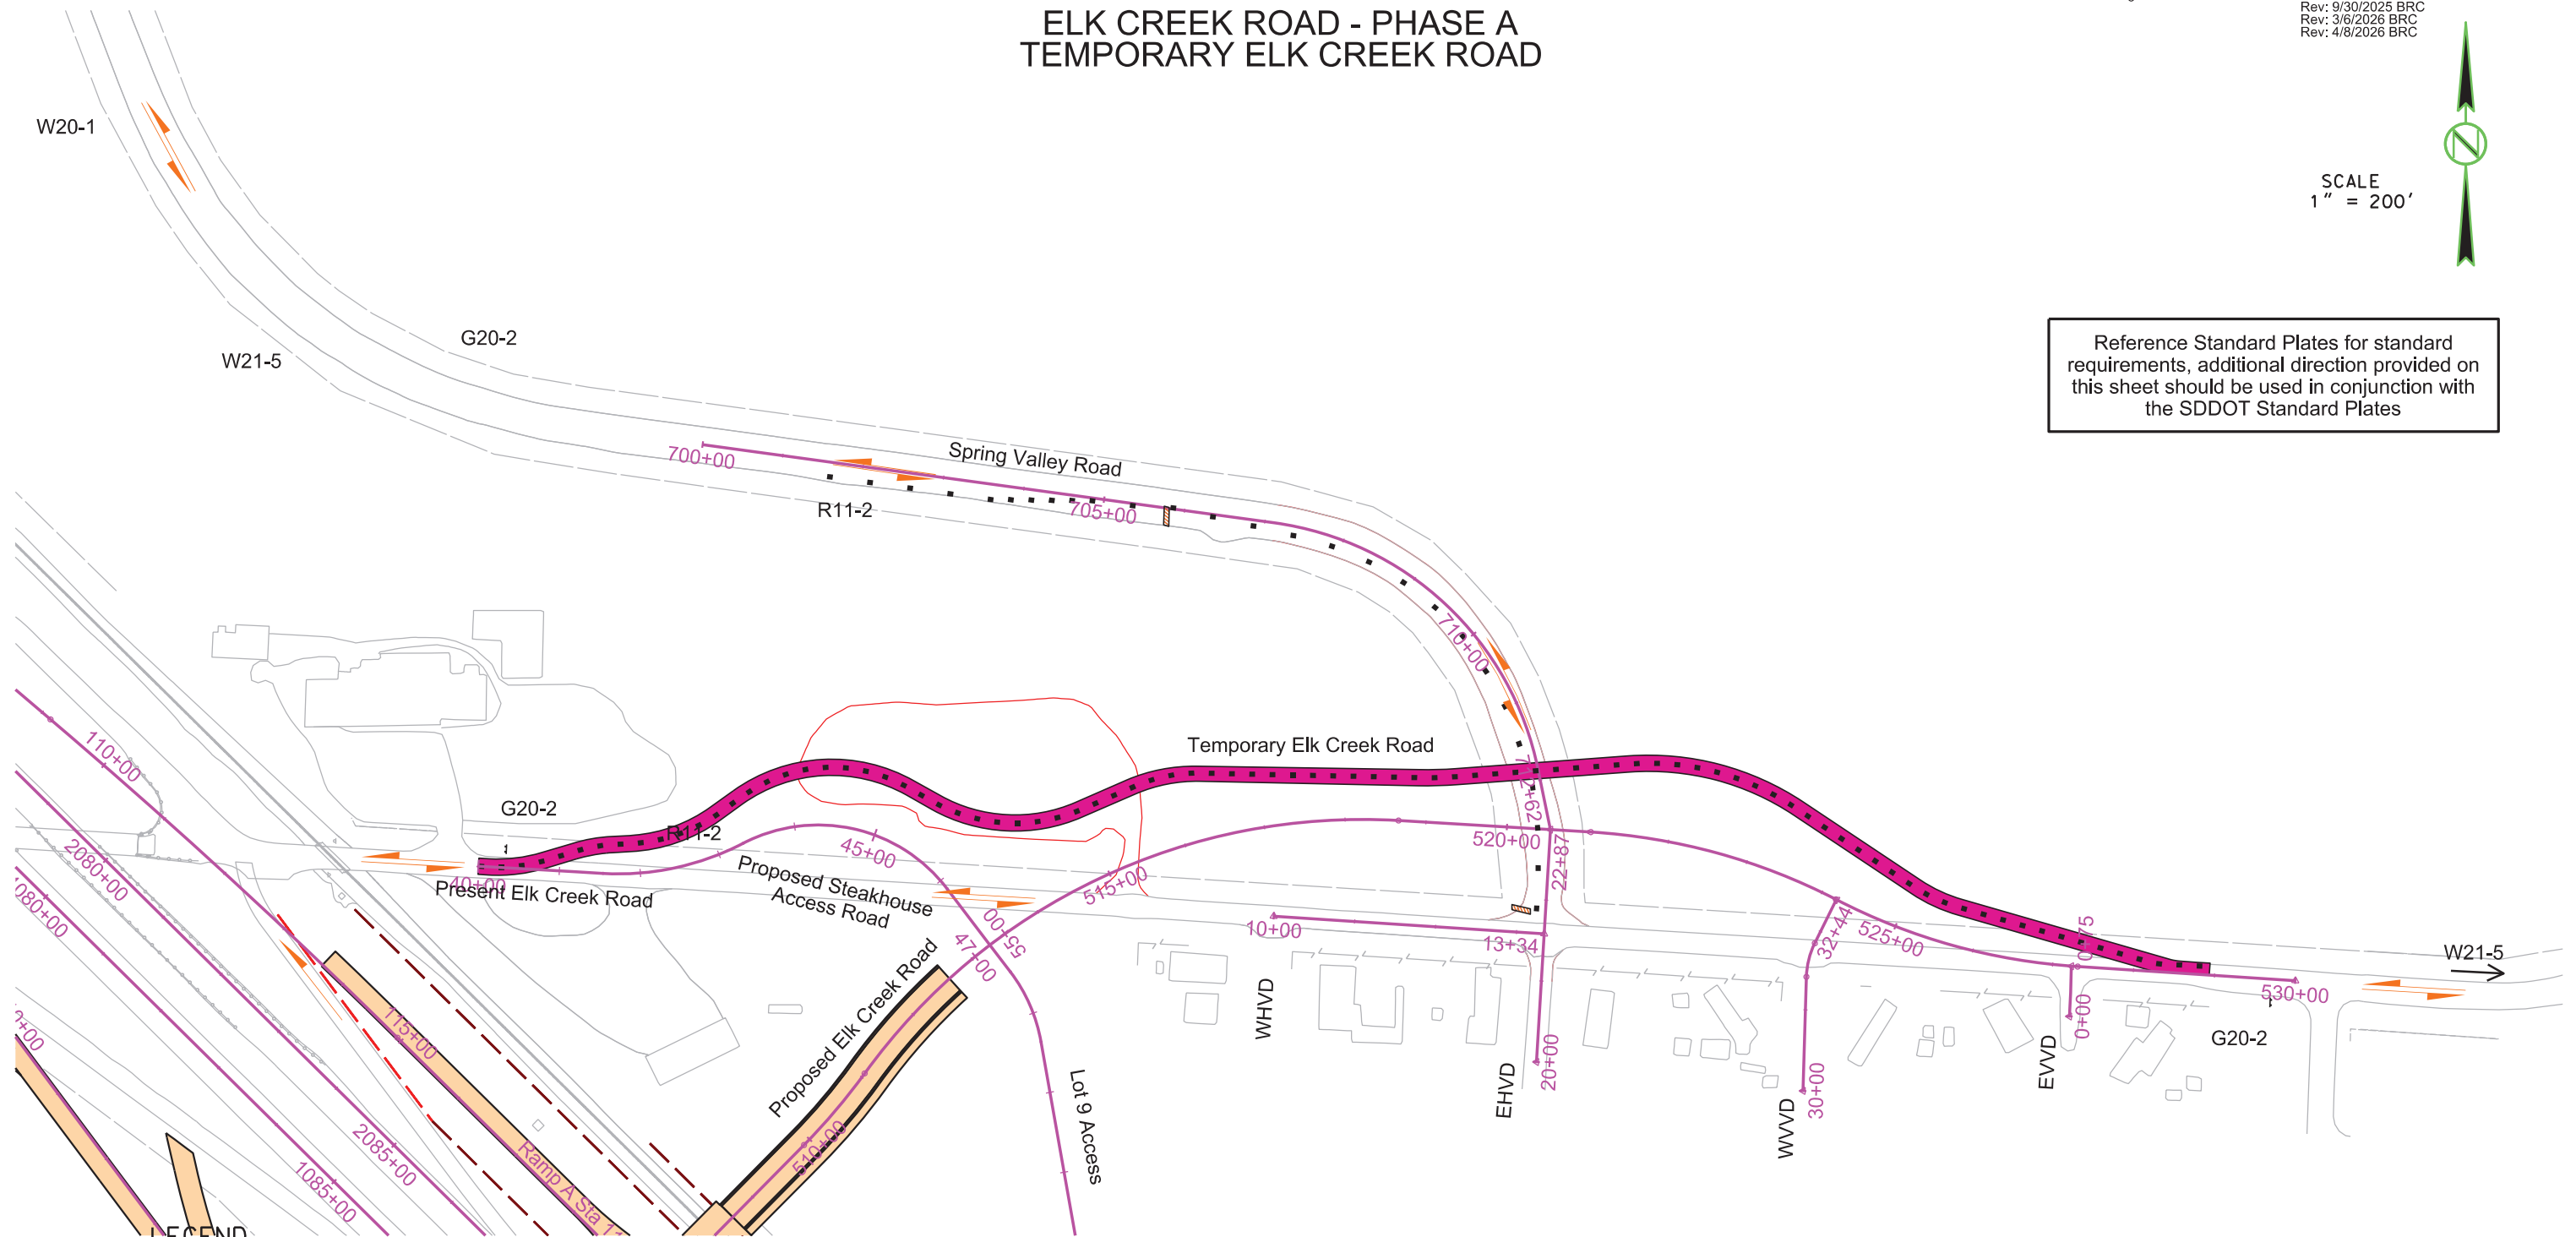 ELK CREEK ROAD - PHASE A
TEMPORARY ELK CREEK ROAD
Rev: 9/30/2025 BRC
Rev: 3/6/2026 BRC
Rev: 4/8/2026 BRC
N
SCALE
1" = 200'
Reference Standard Plates for standard
requirements, additional direction provided on
this sheet should be used in conjunction with
the SDDOT Standard Plates
W20-1
W21-5
G20-2
Spring Valley Road
700+00
705+00
R11-2
710+00
Temporary Elk Creek Road
712+62
110+00
G20-2
R11-2
45+00
520+00
22+87
2080+00
40+00
Present Elk Creek Road
Proposed Steakhouse
Access Road
515+00
55+00
47+00
10+00
13+34
32+44
525+00
0+75
W21-5
530+00
G20-2
Proposed Elk Creek Road
WHVD
EHVD
20+00
WVVD
30+00
EVVD
0+00
Lot 9 Access
115+00
510+00
2085+00
1085+00
Ramp A Sta
LEGEND